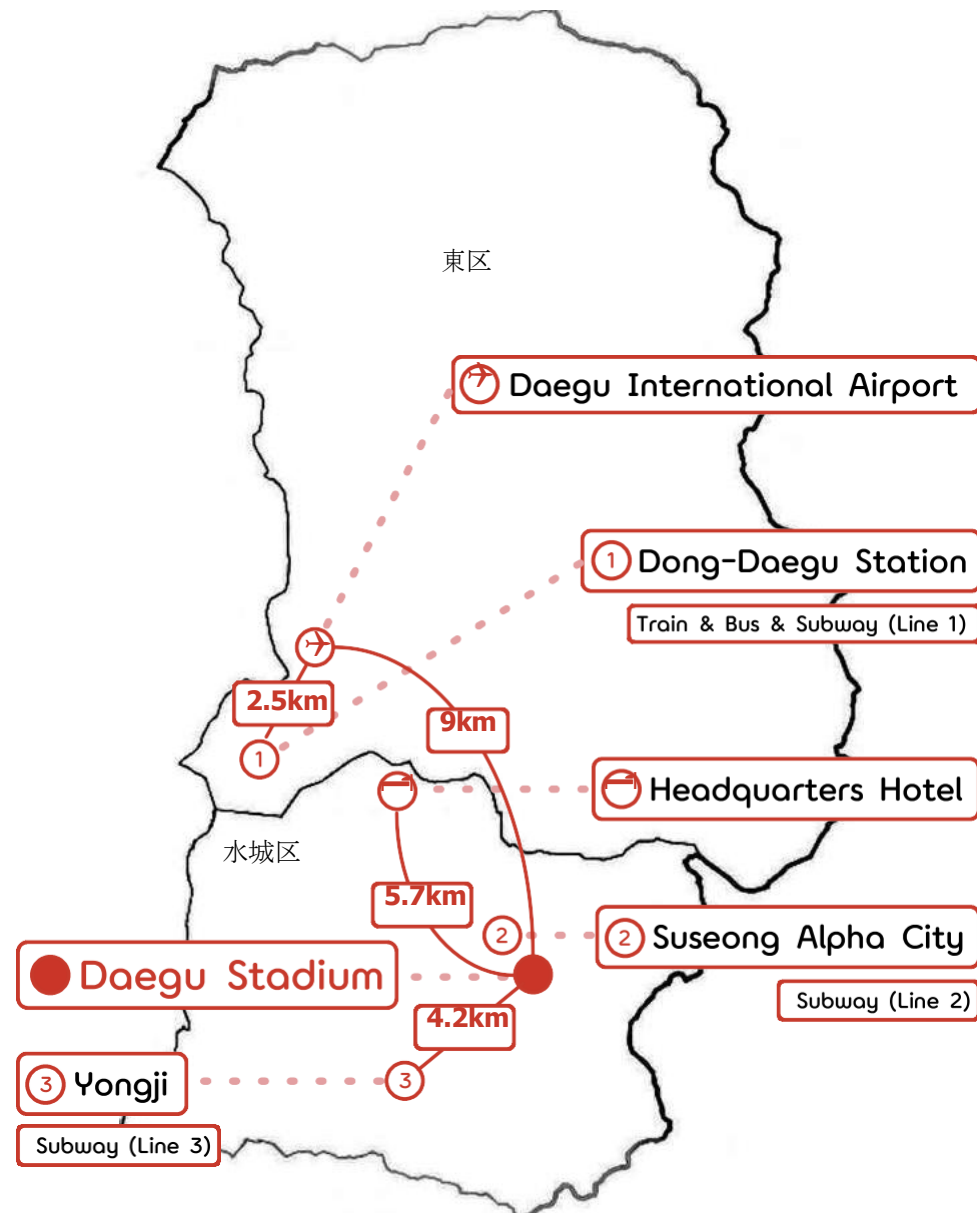 東区
Daegu International Airport
1 Dong-Daegu Station
Train & Bus & Subway (Line 1)
2.5km
9km
1
Headquarters Hotel
水城区
5.7km
2
2 Suseong Alpha City
Subway (Line 2)
Daegu Stadium
4.2km
3 Yongji
3
Subway (Line 3)